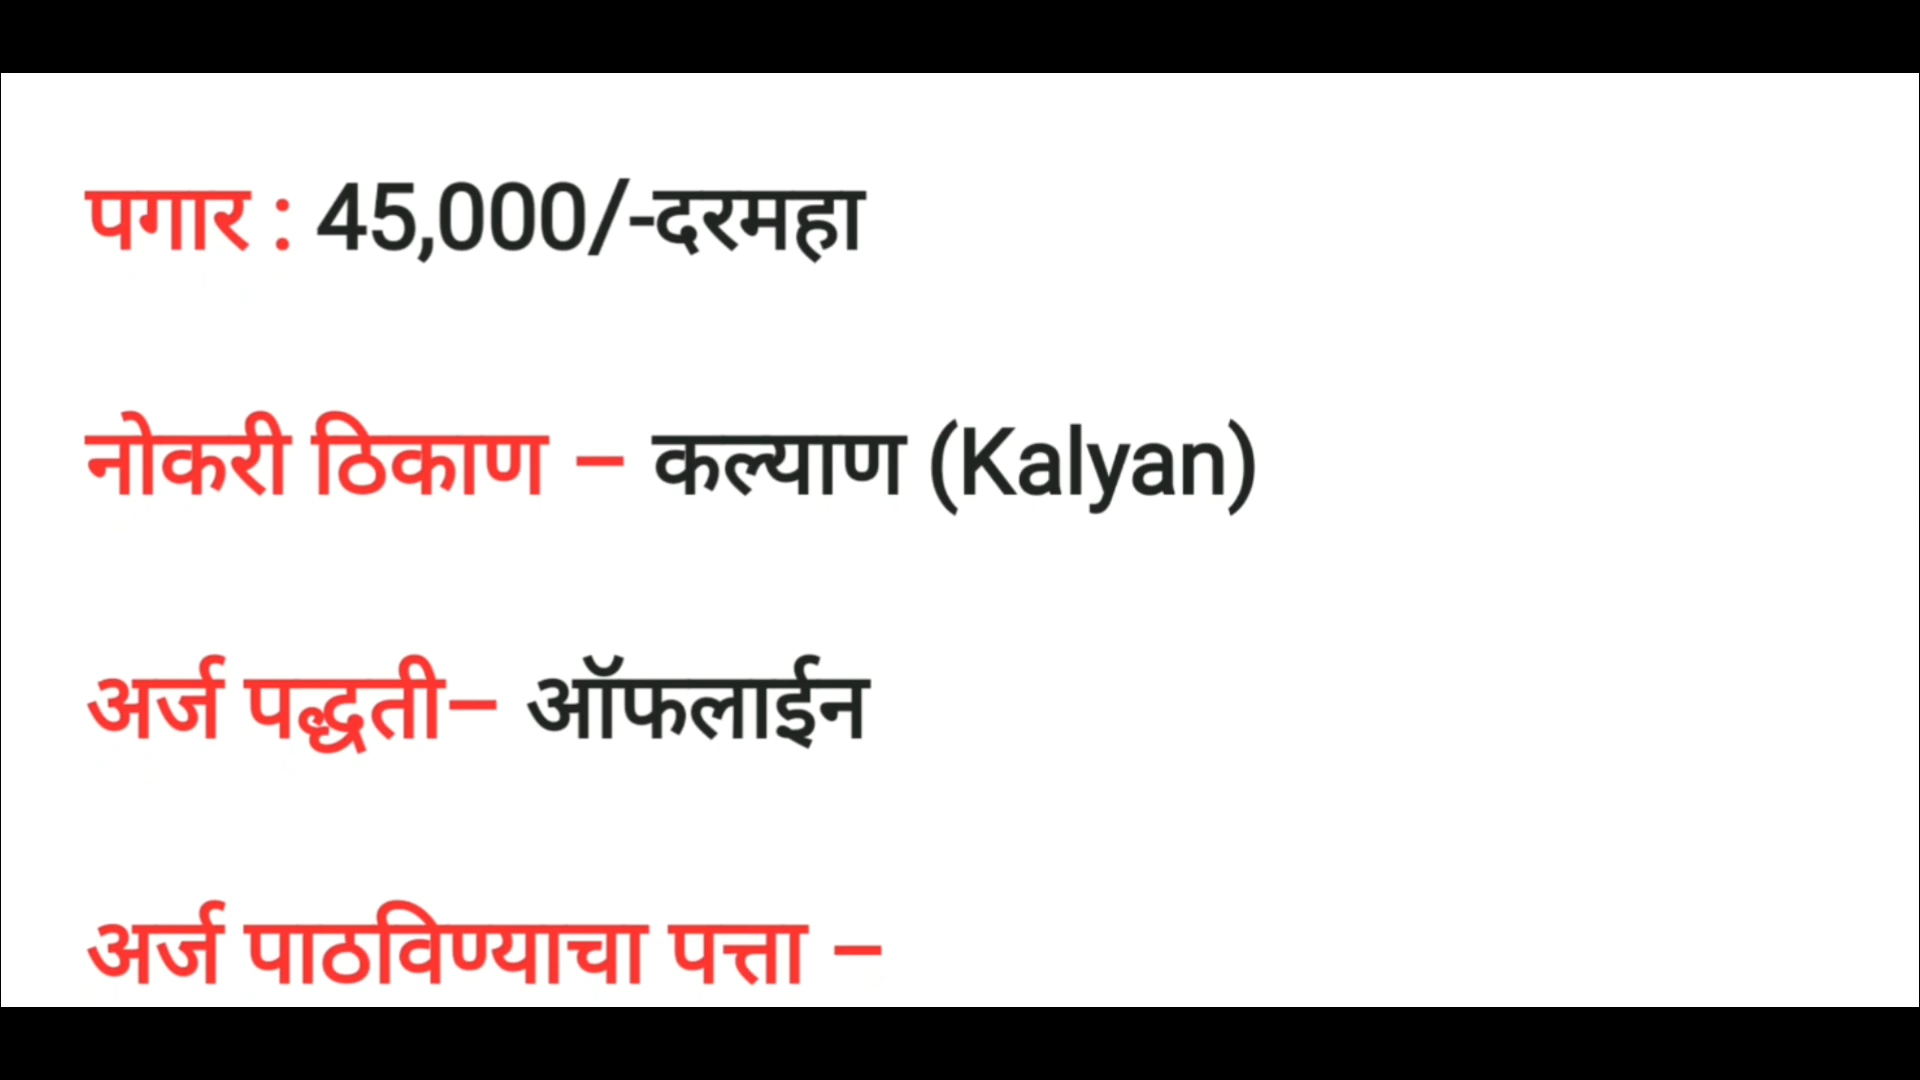 पगार : 45,000/-दरमहा
नोकरी ठिकाण – कल्याण (Kalyan)
अर्ज पद्धती– ऑफलाईन
अर्ज पाठविण्याचा पत्ता –